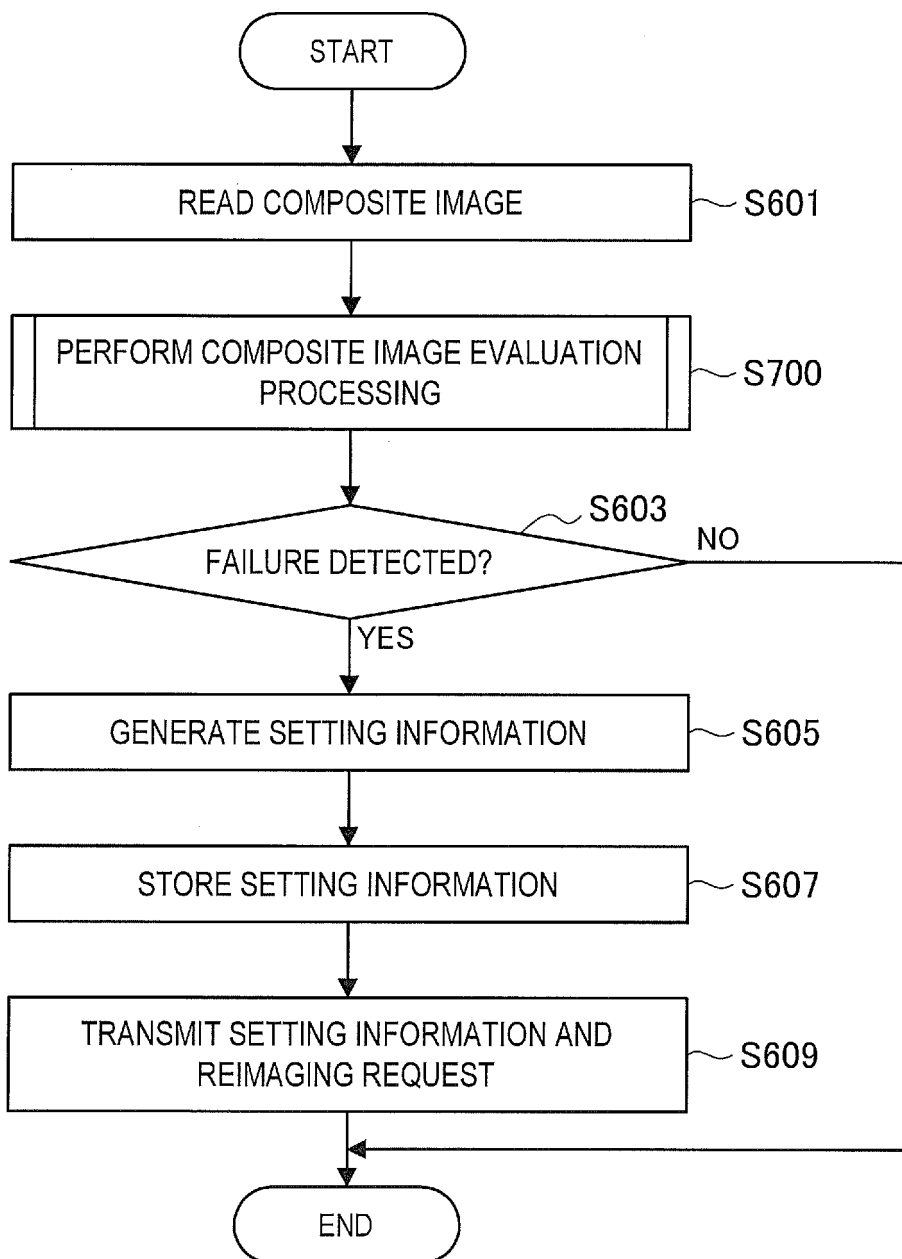 START
READ COMPOSITE IMAGE
S601
PERFORM COMPOSITE IMAGE EVALUATION
PROCESSING
S700
S603
FAILURE DETECTED?
NO
YES
GENERATE SETTING INFORMATION
S605
STORE SETTING INFORMATION
S607
TRANSMIT SETTING INFORMATION AND
REIMAGING REQUEST
S609
END